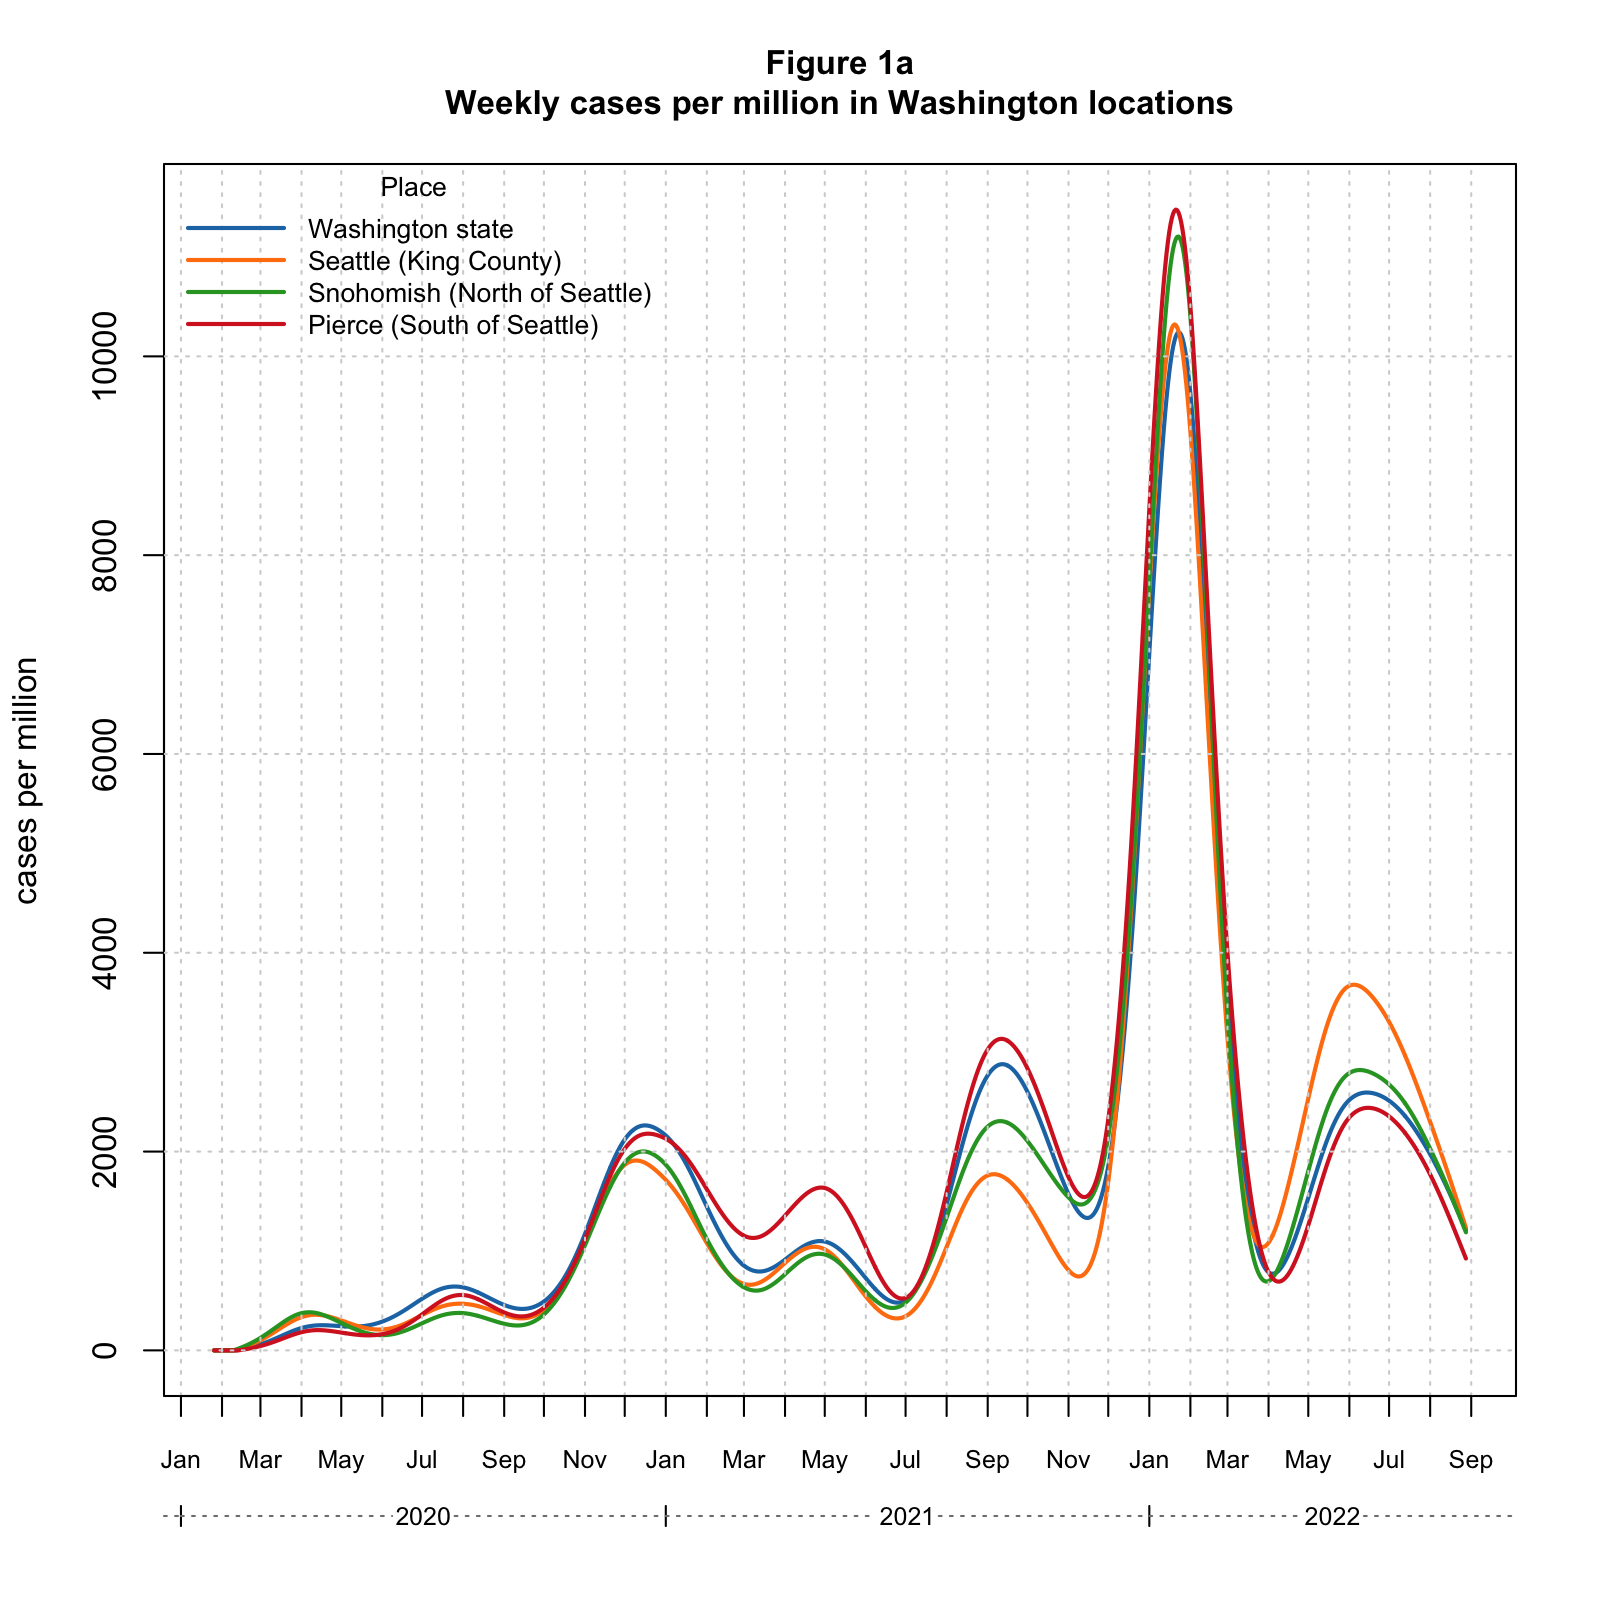 Figure 1a
Weekly cases per million in Washington locations
Place
Washington state
Seattle (King County)
Snohomish (North of Seattle)
Pierce (South of Seattle)
cases per million
10000
8000
6000
4000
2000
0
Jan Mar May Jul Sep Nov Jan Mar May Jul Sep Nov Jan Mar May Jul Sep
2020 2021 2022